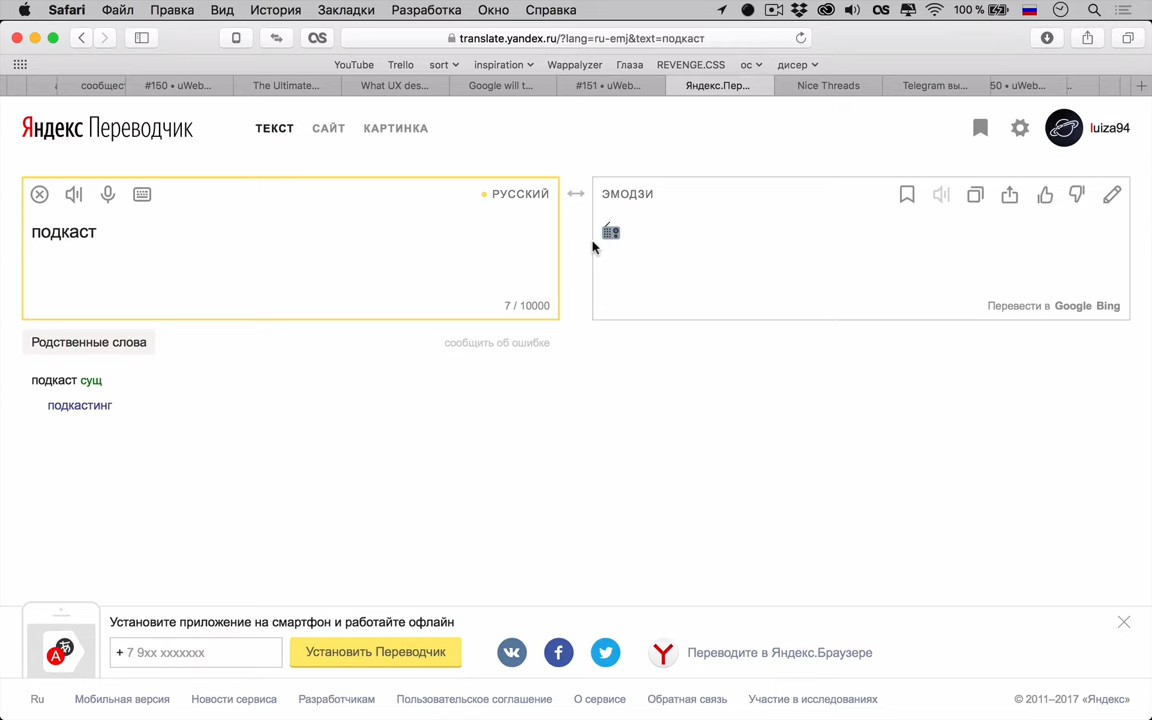 Safari Файл Правка Вид История Закладки Разработка Окно Справка 100 %
translate.yandex.ru/?lang=ru-emj&text=подкаст
YouTube Trello sort inspiration Wappalyzer Глаза REVENGE.CSS ос дисер
сообщест #150 • uWeb... The Ultimate... What UX des... Google will t... #151 • uWeb... Яндекс.Пер... Nice Threads Telegram вы... 50 • uWeb...
Яндекс Переводчик ТЕКСТ САЙТ КАРТИНКА luiza94
РУССКИЙ ЭМОДЗИ
подкаст
7 / 10000 Перевести в Google Bing
Родственные слова сообщить об ошибке
подкаст сущ
подкастинг
Установите приложение на смартфон и работайте офлайн
+ 7 9xx xxxxxxx Установить Переводчик Переводите в Яндекс.Браузере
Ru Мобильная версия Новости сервиса Разработчикам Пользовательское соглашение О сервисе Обратная связь Участие в исследованиях © 2011–2017 «Яндекс»